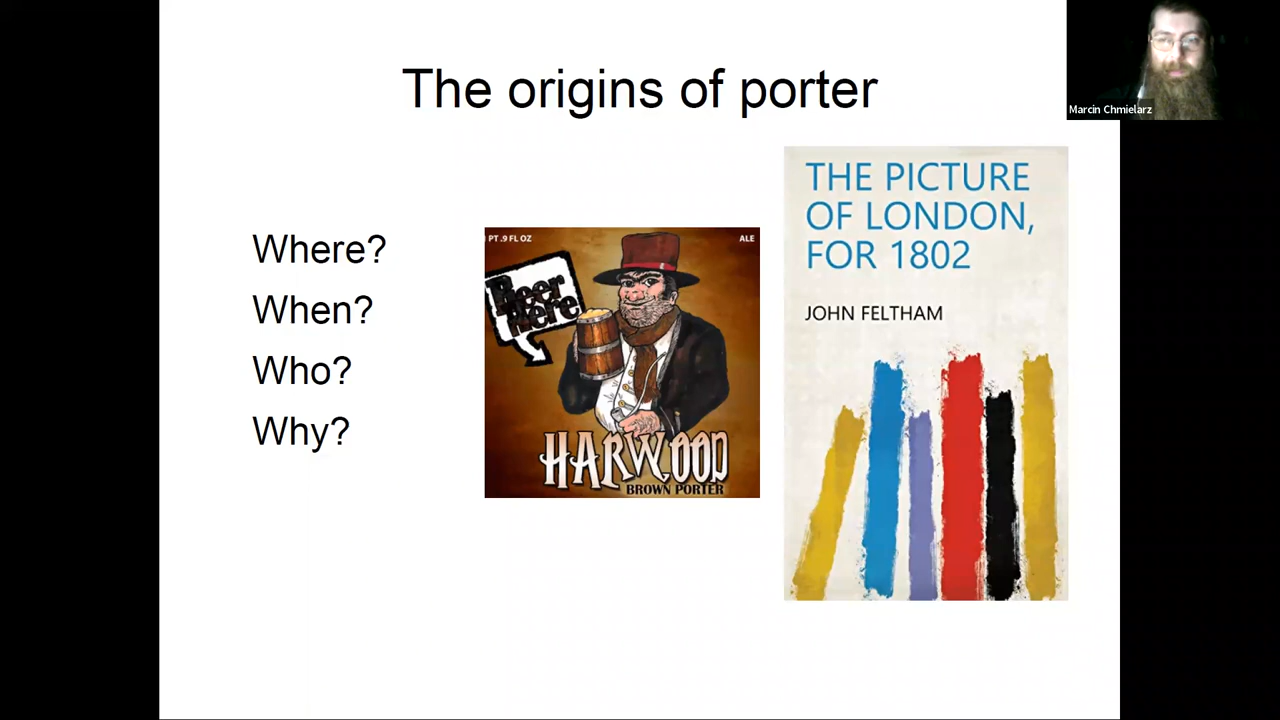 The origins of porter
Marcin Chmielarz
Where?
When?
Who?
Why?
PT .9 FL OZ
ALE
Beer
Here
HARWOOD
BROWN PORTER
THE PICTURE
OF LONDON,
FOR 1802
JOHN FELTHAM